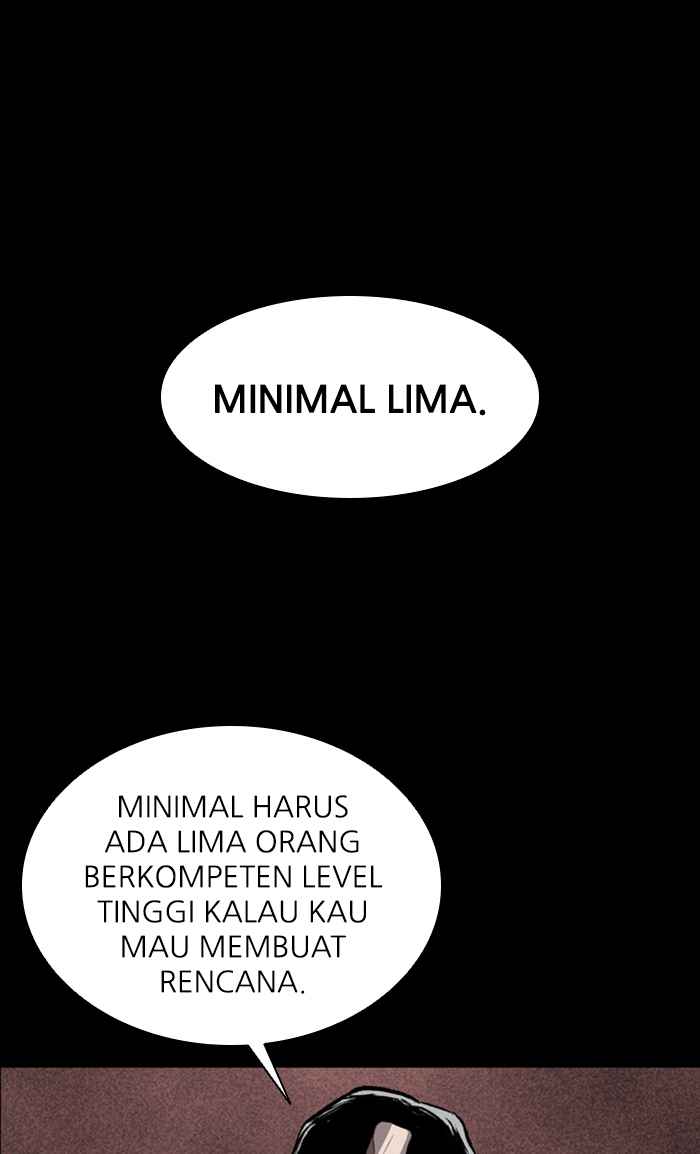 MINIMAL LIMA.
MINIMAL HARUS
ADA LIMA ORANG
BERKOMPETEN LEVEL
TINGGI KALAU KAU
MAU MEMBUAT
RENCANA.